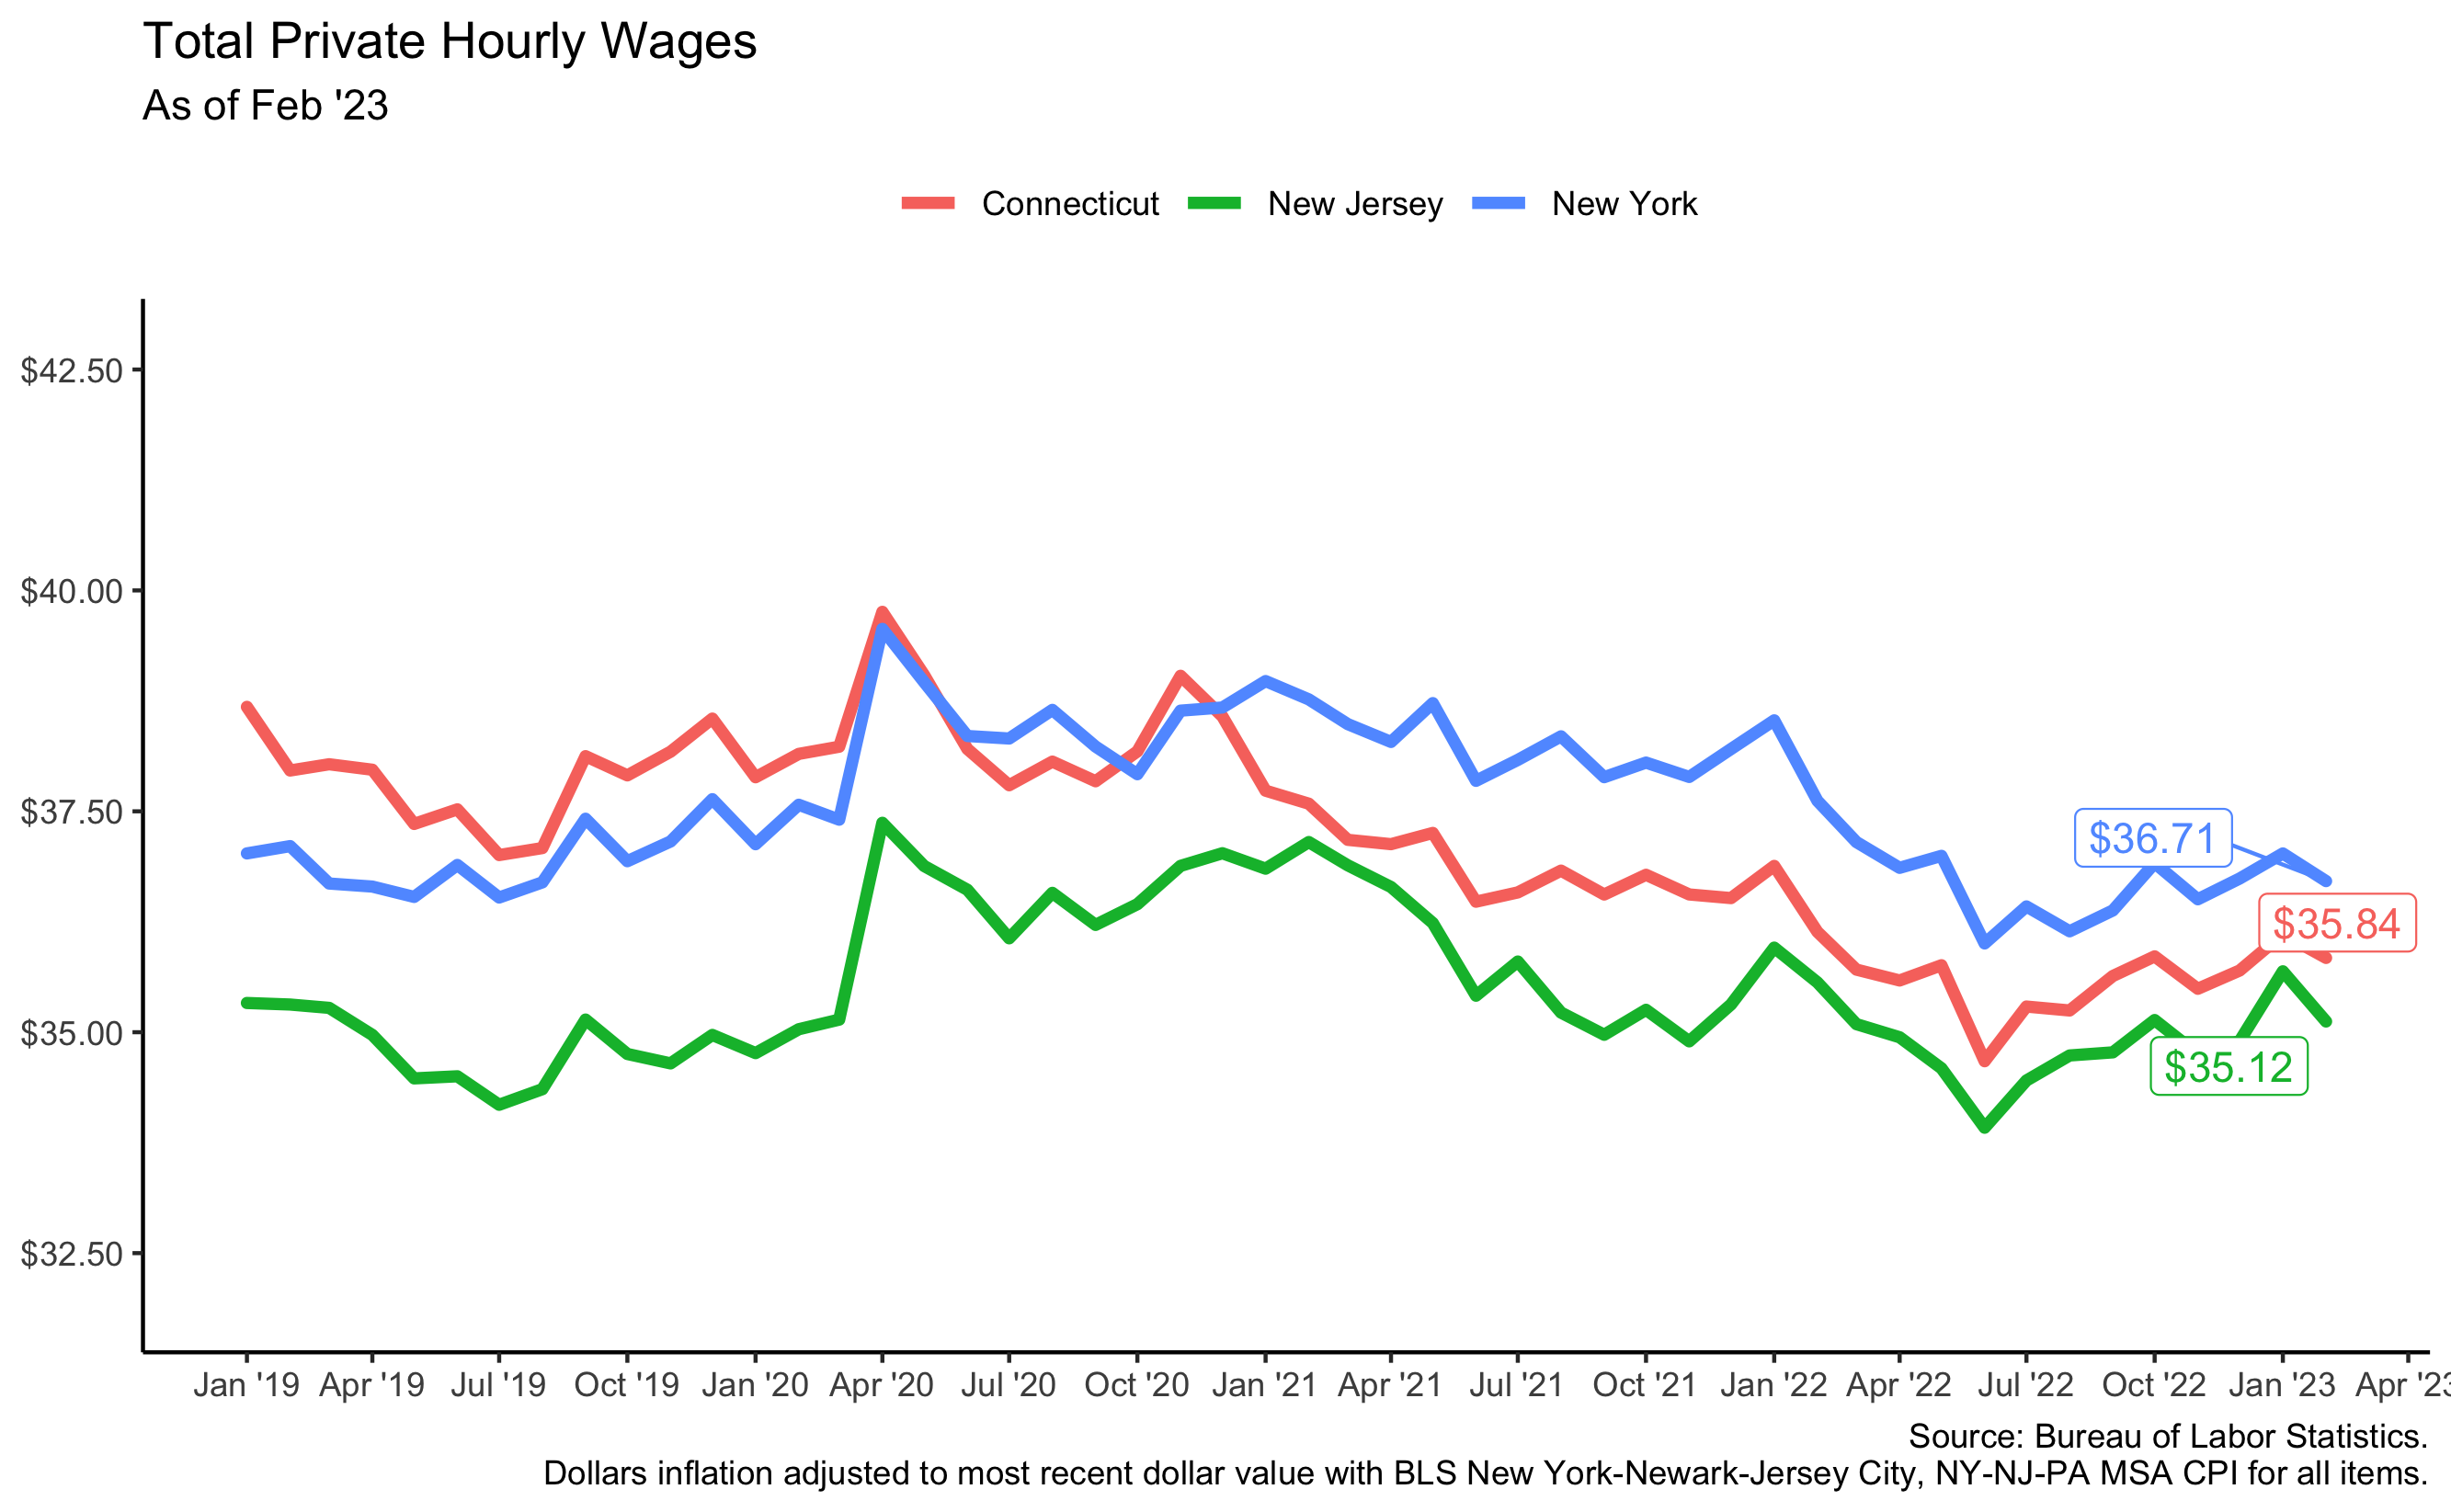 Total Private Hourly Wages
As of Feb '23
Connecticut New Jersey New York
$42.50
$40.00
$37.50
$35.00
$32.50
$36.71
$35.84
$35.12
Jan '19 Apr '19 Jul '19 Oct '19 Jan '20 Apr '20 Jul '20 Oct '20 Jan '21 Apr '21 Jul '21 Oct '21 Jan '22 Apr '22 Jul '22 Oct '22 Jan '23 Apr '23
Source: Bureau of Labor Statistics.
Dollars inflation adjusted to most recent dollar value with BLS New York-Newark-Jersey City, NY-NJ-PA MSA CPI for all items.